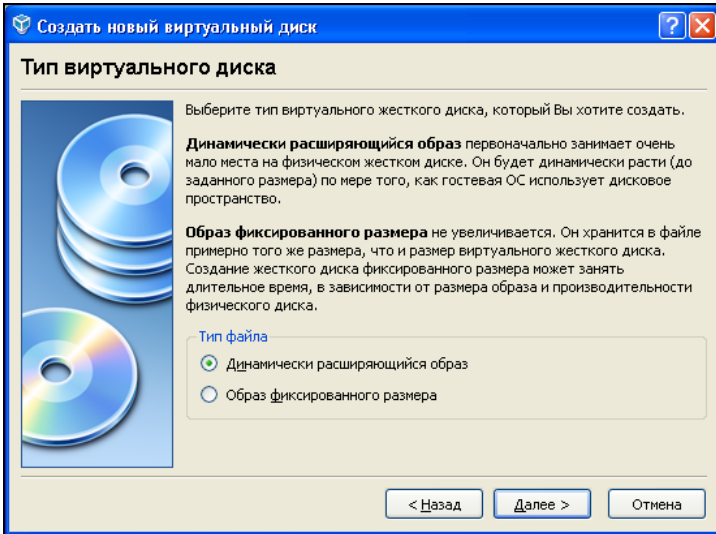 Создать новый виртуальный диск
Тип виртуального диска
Выберите тип виртуального жесткого диска, который Вы хотите создать.
Динамически расширяющийся образ первоначально занимает очень
мало места на физическом жестком диске. Он будет динамически расти (до
заданного размера) по мере того, как гостевая ОС использует дисковое
пространство.
Образ фиксированного размера не увеличивается. Он хранится в файле
примерно того же размера, что и размер виртуального жесткого диска.
Создание жесткого диска фиксированного размера может занять
длительное время, в зависимости от размера образа и производительности
физического диска.
Тип файла
Динамически расширяющийся образ
Образ фиксированного размера
< Назад Далее > Отмена